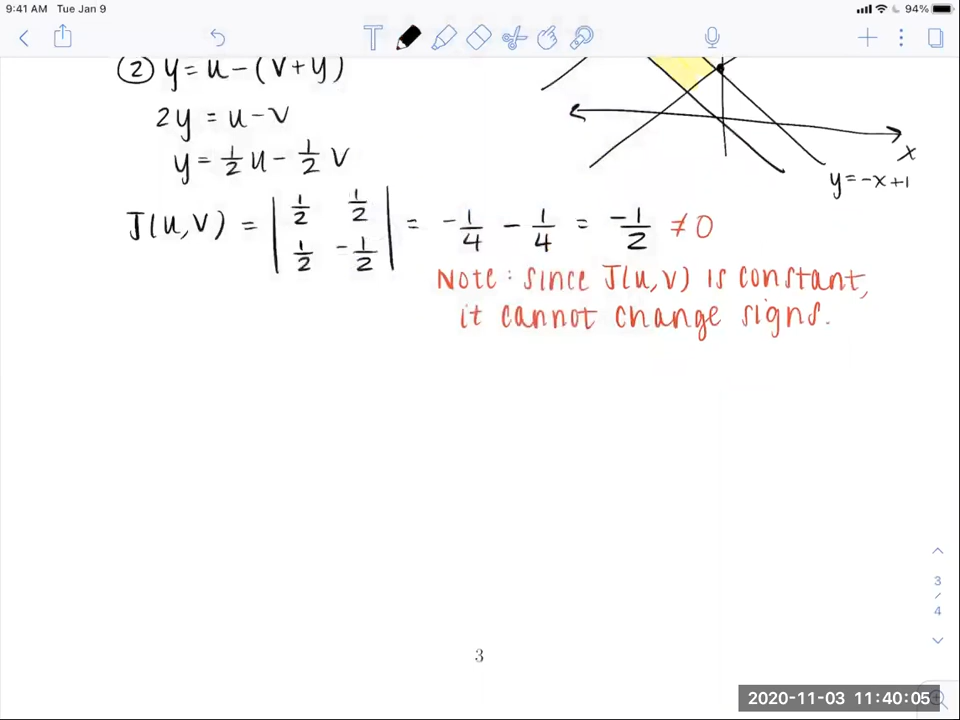 9:41 AM Tue Jan 9
94%
② y = u - (v + y)
2y = u - v
y = 1/2 u - 1/2 v
x
y = -x + 1
J(u, v) = | 1/2 1/2 | = -1/4 - 1/4 = -1/2 ≠ 0
| 1/2 -1/2 |
Note: since J(u, v) is constant,
it cannot change signs.
3
/
4
3
2020-11-03 11:40:05